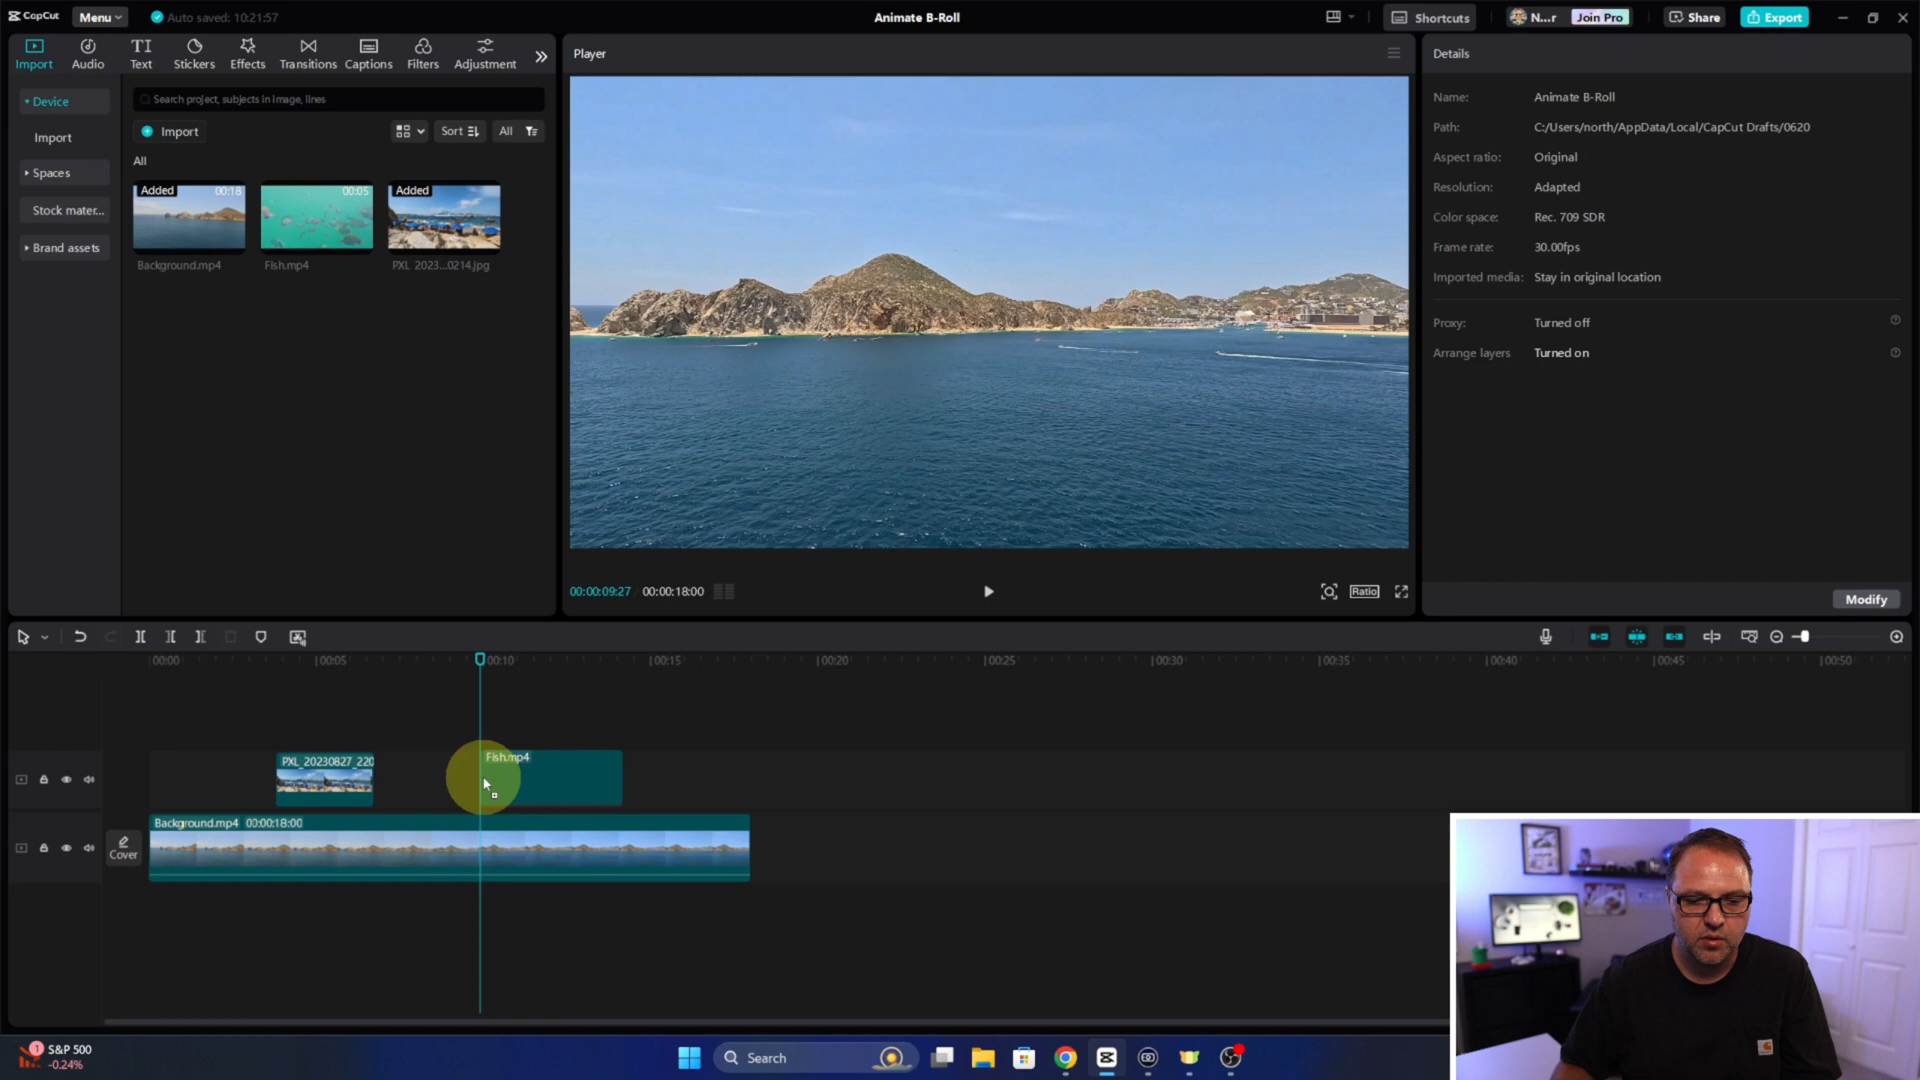 CapCut
Menu
Auto saved: 10:21:57
Animate B-Roll
Shortcuts
N...r
Join Pro
Share
Export
Import
Audio
Text
Stickers
Effects
Transitions
Captions
Filters
Adjustment
Device
Import
Spaces
Stock mater...
Brand assets
Search project, subjects in image, lines
Import
Sort
All
All
Added
00:18
00:05
Added
Background.mp4
Fish.mp4
PXL_2023...0214.jpg
Player
00:00:09:27
00:00:18:00
Ratio
Details
Name:
Animate B-Roll
Path:
C:/Users/north/AppData/Local/CapCut Drafts/0620
Aspect ratio:
Original
Resolution:
Adapted
Color space:
Rec. 709 SDR
Frame rate:
30.00fps
Imported media:
Stay in original location
Proxy:
Turned off
Arrange layers
Turned on
Modify
00:00
00:05
00:10
00:15
00:20
00:25
00:30
00:35
00:40
00:45
00:50
PXL_20230827_220
Fish.mp4
Cover
Background.mp4 00:00:18:00
1
S&P 500
-0.24%
Search